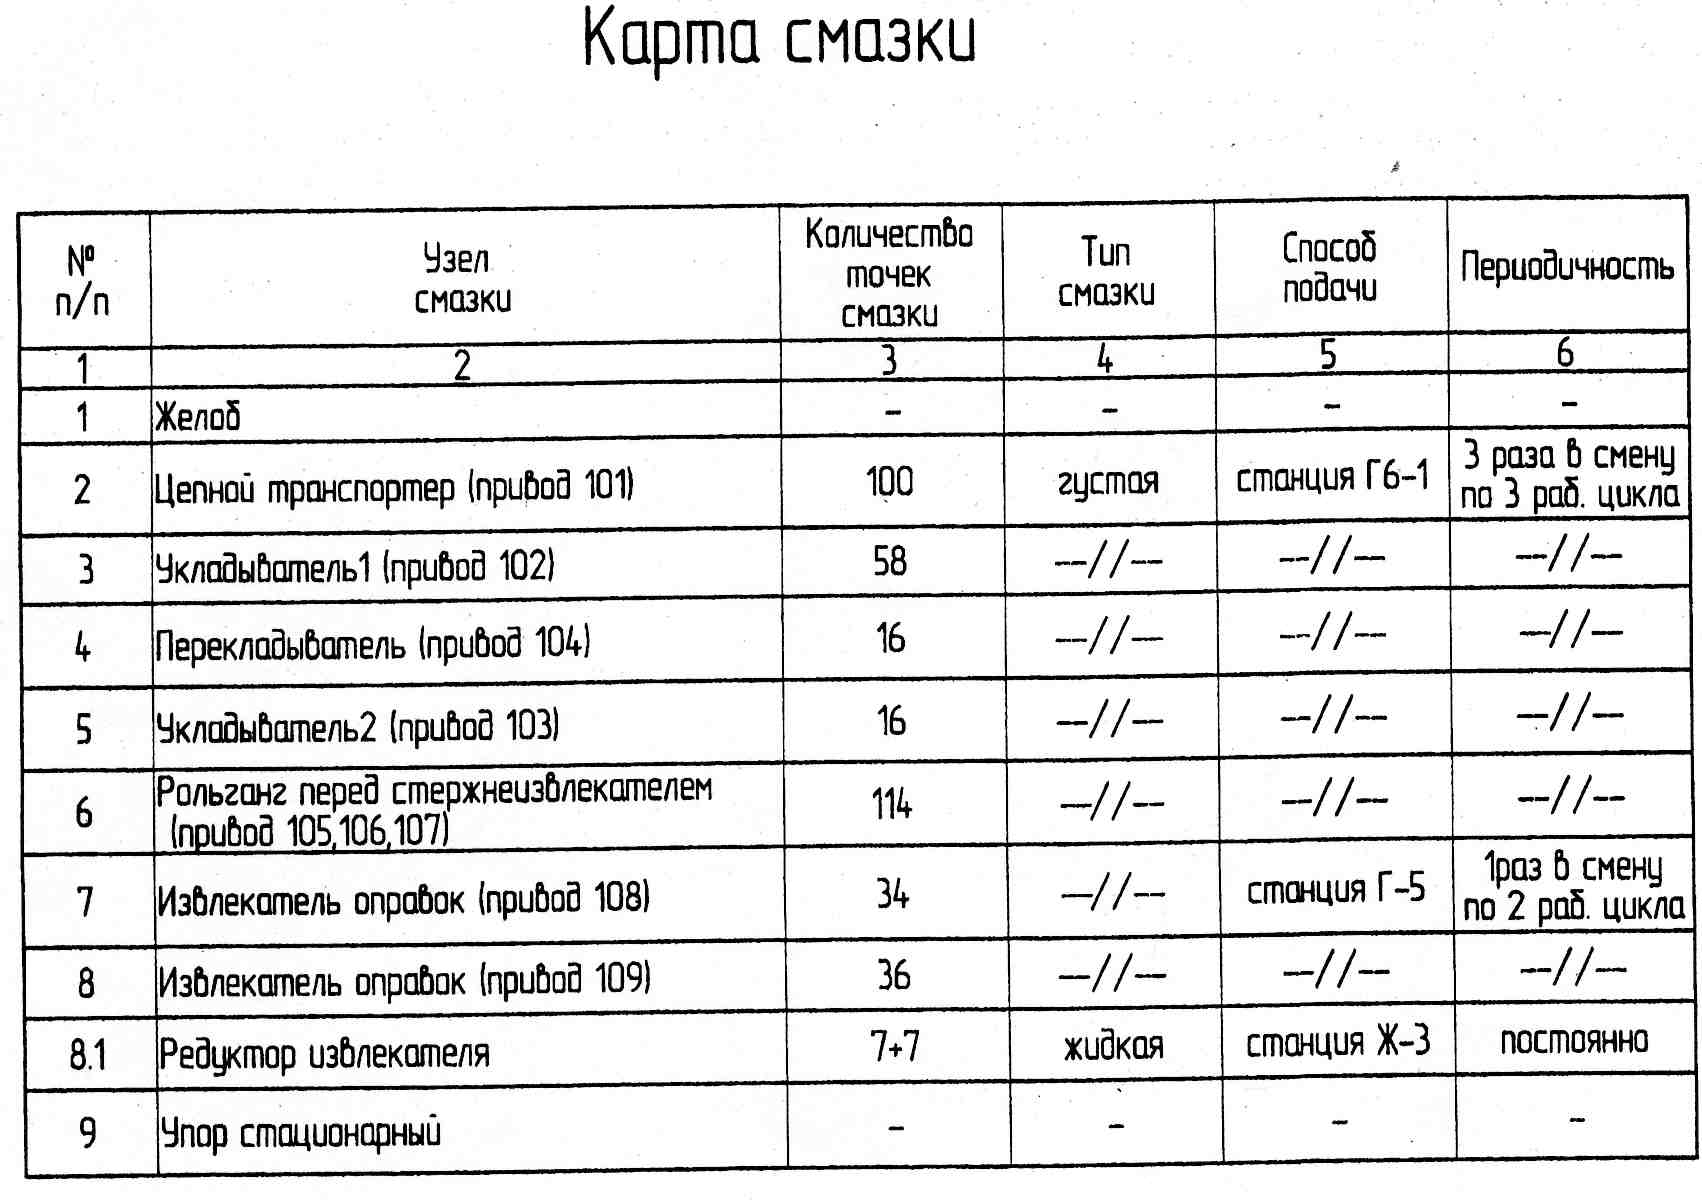 Карта смазки
№ п/п
Узел смазки
Количество точек смазки
Тип смазки
Способ подачи
Периодичность
1 2 3 4 5 6
1 Желоб - - - -
2 Цепной транспортер (привод 101) 100 густая станция Г6-1 3 раза в смену по 3 раб. цикла
3 Укладыватель1 (привод 102) 58 —//— —//— —//—
4 Перекладыватель (привод 104) 16 —//— —//— —//—
5 Укладыватель2 (привод 103) 16 —//— —//— —//—
6 Рольганг перед стержнеизвлекателем (привод 105,106,107) 114 —//— —//— —//—
7 Извлекатель оправок (привод 108) 34 —//— станция Г-5 1раз в смену по 2 раб. цикла
8 Извлекатель оправок (привод 109) 36 —//— —//— —//—
8.1 Редуктор извлекателя 7+7 жидкая станция Ж-3 постоянно
9 Упор стационарный - - - -